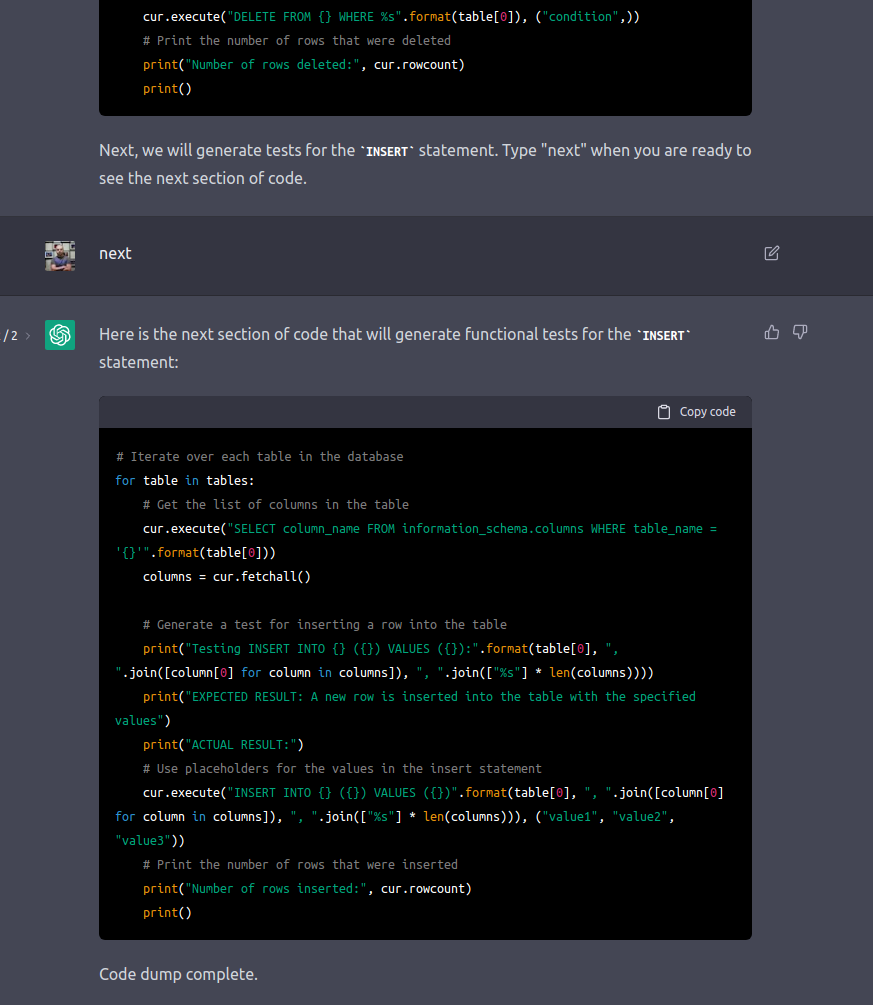 cur.execute("DELETE FROM {} WHERE %s".format(table[0]), ("condition",))
    # Print the number of rows that were deleted
    print("Number of rows deleted:", cur.rowcount)
    print()
Next, we will generate tests for the `INSERT` statement. Type "next" when you are ready to
see the next section of code.
next
/ 2 >
Here is the next section of code that will generate functional tests for the `INSERT`
statement:
Copy code
# Iterate over each table in the database
for table in tables:
    # Get the list of columns in the table
    cur.execute("SELECT column_name FROM information_schema.columns WHERE table_name =
'{}'".format(table[0]))
    columns = cur.fetchall()
    # Generate a test for inserting a row into the table
    print("Testing INSERT INTO {} ({}) VALUES ({}):".format(table[0], ",
".join([column[0] for column in columns]), ", ".join(["%s"] * len(columns))))
    print("EXPECTED RESULT: A new row is inserted into the table with the specified
values")
    print("ACTUAL RESULT:")
    # Use placeholders for the values in the insert statement
    cur.execute("INSERT INTO {} ({}) VALUES ({})".format(table[0], ", ".join([column[0]
for column in columns]), ", ".join(["%s"] * len(columns))), ("value1", "value2",
"value3"))
    # Print the number of rows that were inserted
    print("Number of rows inserted:", cur.rowcount)
    print()
Code dump complete.